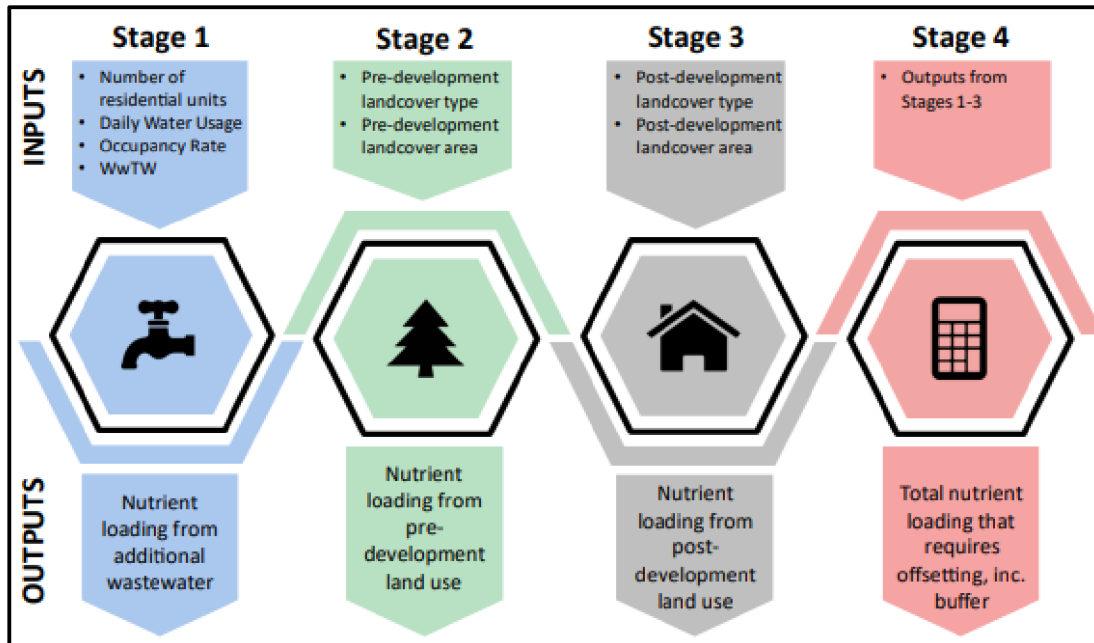 Stage 1
Stage 2
Stage 3
Stage 4
INPUTS
• Number of
residential units
• Daily Water Usage
• Occupancy Rate
• WwTW
• Pre-development
landcover type
• Pre-development
landcover area
• Post-development
landcover type
• Post-development
landcover area
• Outputs from
Stages 1-3
OUTPUTS
Nutrient
loading from
additional
wastewater
Nutrient
loading from
pre-
development
land use
Nutrient
loading from
post-
development
land use
Total nutrient
loading that
requires
offsetting, inc.
buffer